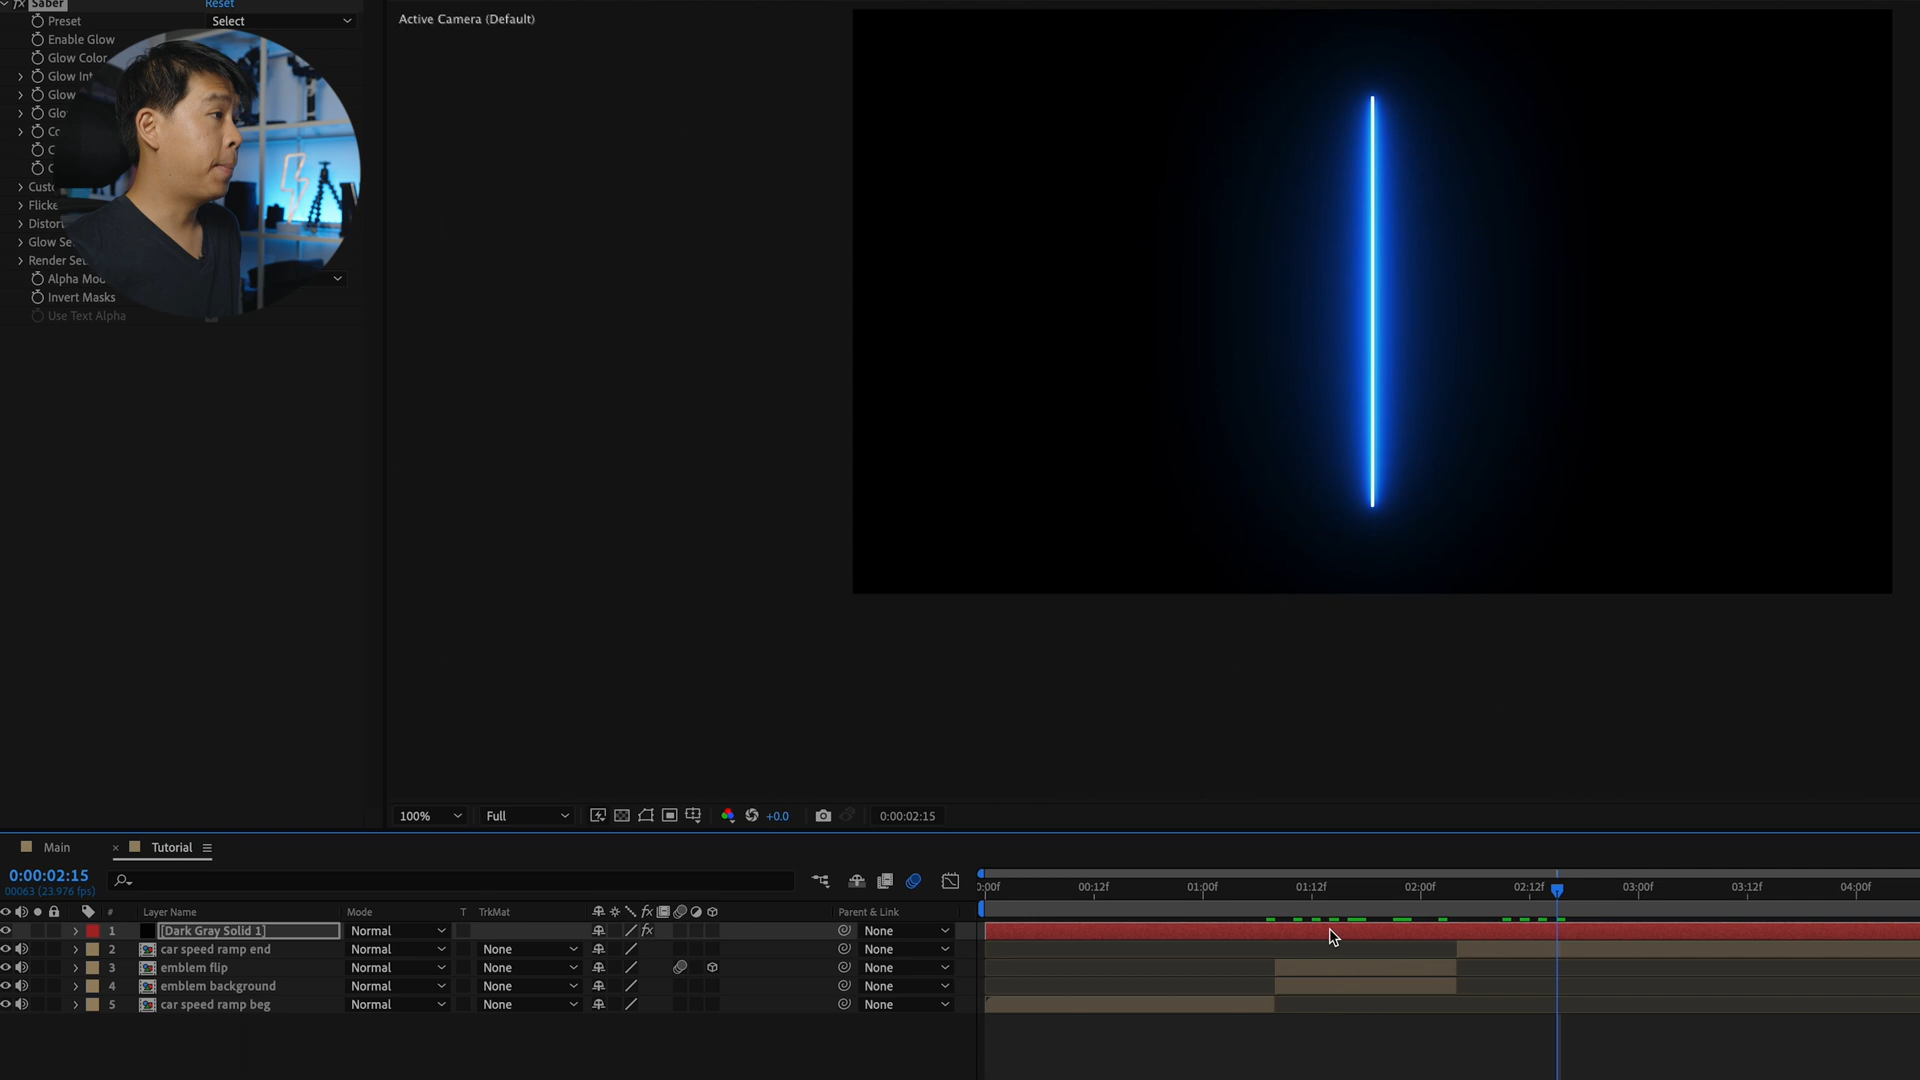 Saber Reset
Preset Select
Enable Glow
Glow Color
Glow Int
Glow
Glo
Co
C
C
Custo
Flicke
Distort
Glow Se
Render Set
Alpha Mod
Invert Masks
Use Text Alpha
Active Camera (Default)
100% Full +0.0 0:00:02:15
Main × Tutorial
0:00:02:15
00063 (23.976 fps)
:00f 00:12f 01:00f 01:12f 02:00f 02:12f 03:00f 03:12f 04:00f
# Layer Name Mode T TrkMat fx Parent & Link
1 [Dark Gray Solid 1] Normal fx None
2 car speed ramp end Normal None None
3 emblem flip Normal None None
4 emblem background Normal None None
5 car speed ramp beg Normal None None